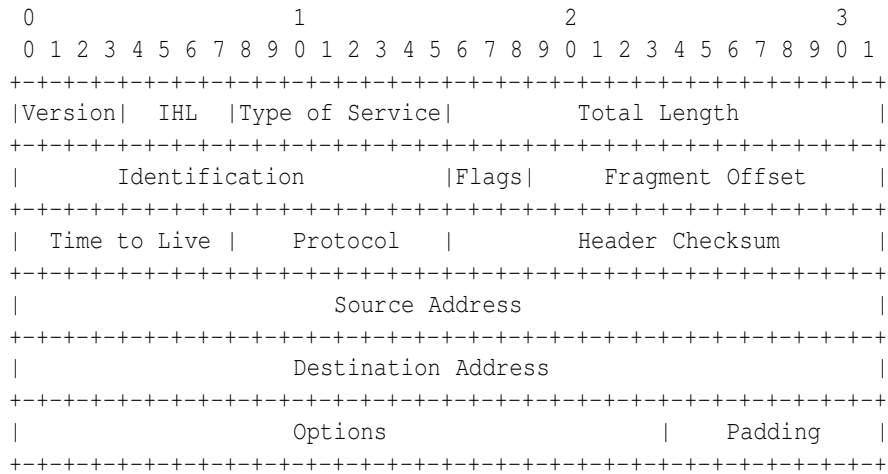 0                   1                   2                   3
0 1 2 3 4 5 6 7 8 9 0 1 2 3 4 5 6 7 8 9 0 1 2 3 4 5 6 7 8 9 0 1
+-+-+-+-+-+-+-+-+-+-+-+-+-+-+-+-+-+-+-+-+-+-+-+-+-+-+-+-+-+-+-+-+
|Version|  IHL  |Type of Service|          Total Length         |
+-+-+-+-+-+-+-+-+-+-+-+-+-+-+-+-+-+-+-+-+-+-+-+-+-+-+-+-+-+-+-+-+
|         Identification        |Flags|      Fragment Offset    |
+-+-+-+-+-+-+-+-+-+-+-+-+-+-+-+-+-+-+-+-+-+-+-+-+-+-+-+-+-+-+-+-+
|  Time to Live |    Protocol   |         Header Checksum       |
+-+-+-+-+-+-+-+-+-+-+-+-+-+-+-+-+-+-+-+-+-+-+-+-+-+-+-+-+-+-+-+-+
|                       Source Address                          |
+-+-+-+-+-+-+-+-+-+-+-+-+-+-+-+-+-+-+-+-+-+-+-+-+-+-+-+-+-+-+-+-+
|                    Destination Address                        |
+-+-+-+-+-+-+-+-+-+-+-+-+-+-+-+-+-+-+-+-+-+-+-+-+-+-+-+-+-+-+-+-+
|                    Options                    |    Padding    |
+-+-+-+-+-+-+-+-+-+-+-+-+-+-+-+-+-+-+-+-+-+-+-+-+-+-+-+-+-+-+-+-+